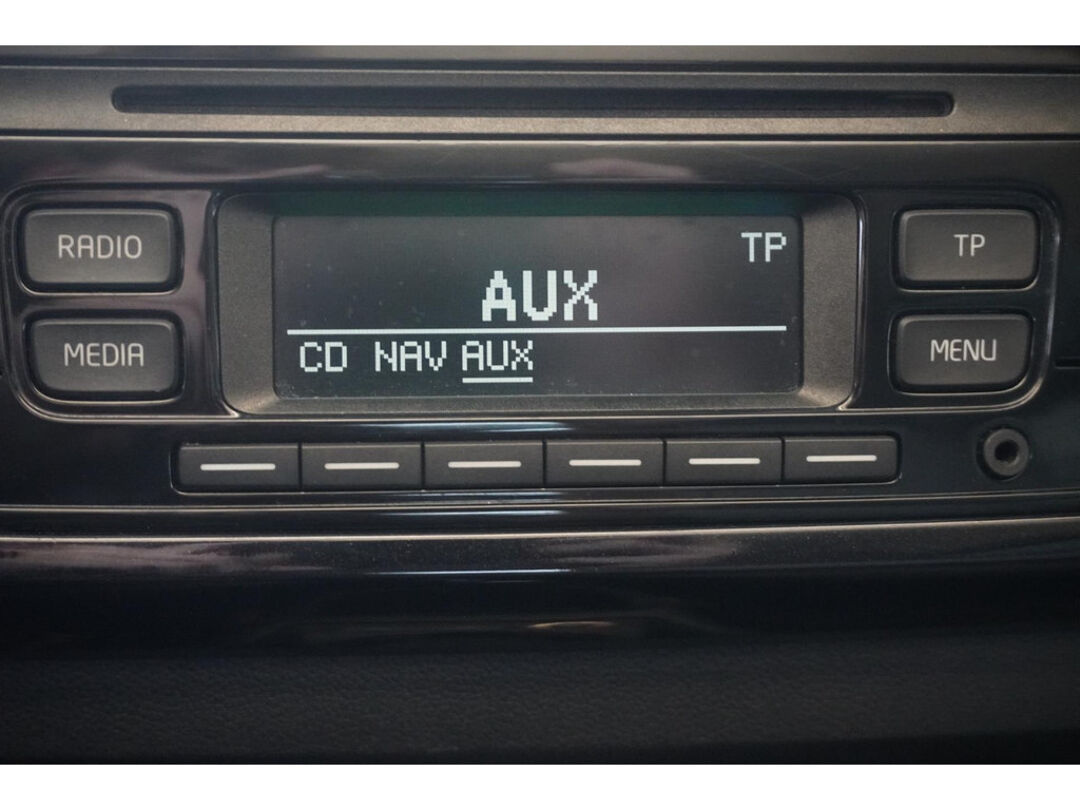 RADIO
MEDIA
TP
AUX
CD NAV AUX
TP
MENU